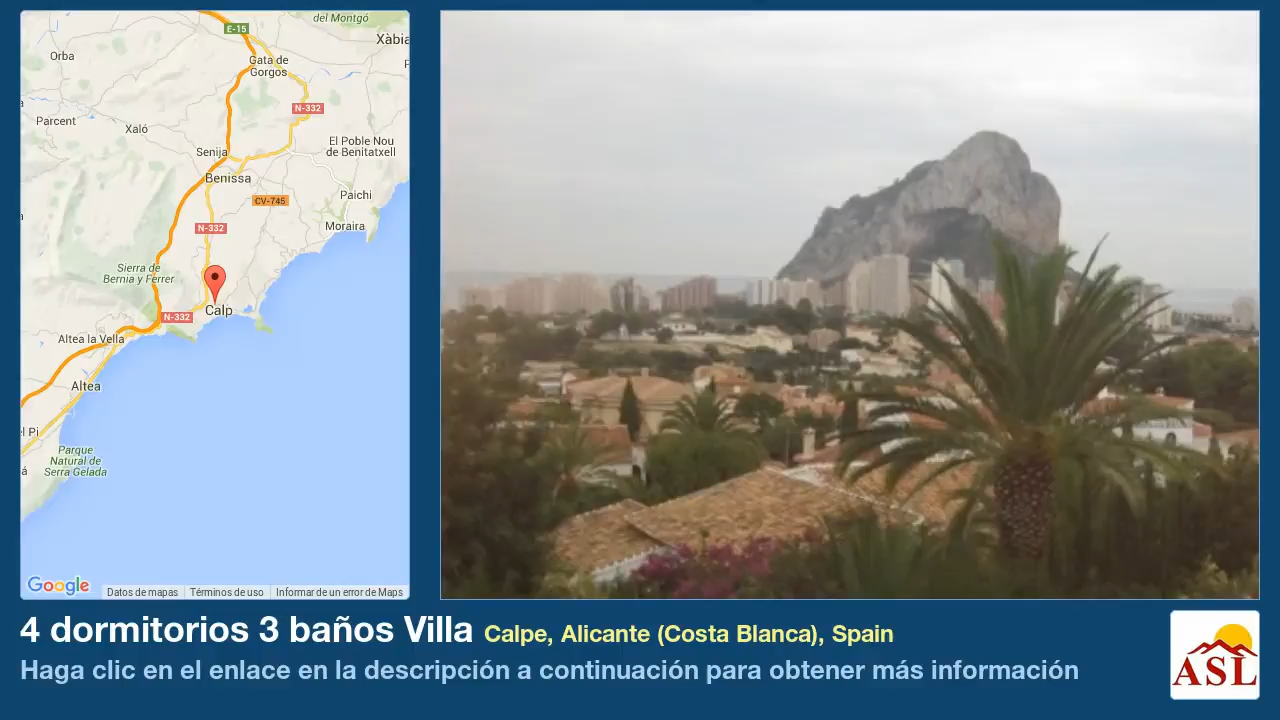 del Montgó
E-15
Xàbia
Orba
Gata de
Gorgos
N-332
Parcent
Xaló
El Poble Nou
de Benitatxell
Senija
Benissa
Paichi
CV-745
N-332
Moraira
Sierra de
Bernia y Ferrer
Calp
N-332
Altea la Vella
Altea
el Pi
Parque
Natural de
Serra Gelada
Google
Datos de mapas
Términos de uso
Informar de un error de Maps
4 dormitorios 3 baños Villa Calpe, Alicante (Costa Blanca), Spain
Haga clic en el enlace en la descripción a continuación para obtener más información
ASL